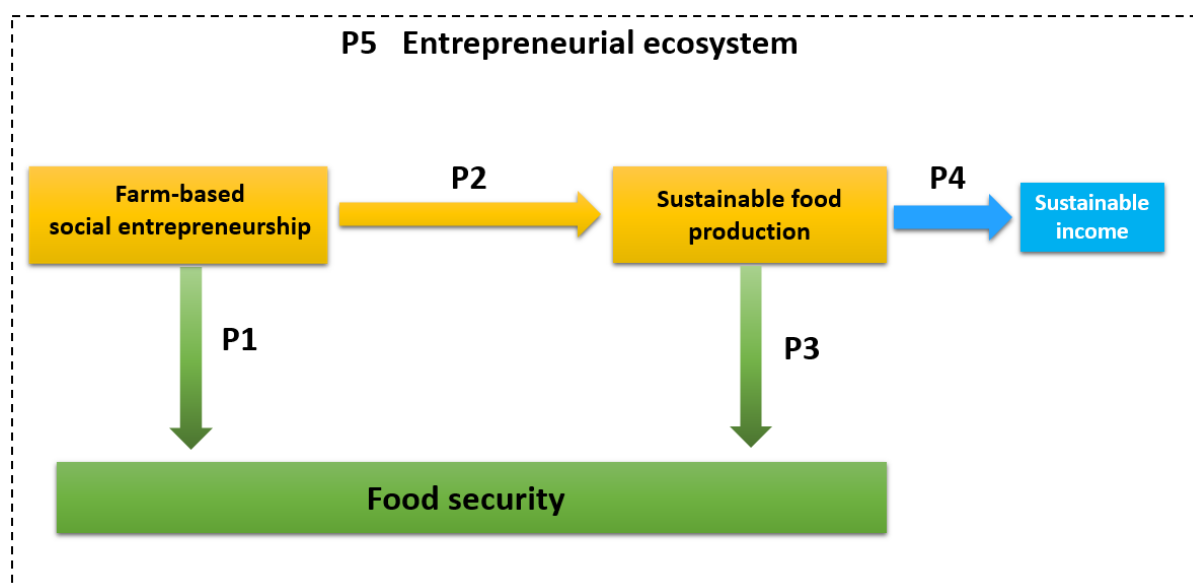 P5 Entrepreneurial ecosystem
Farm-based
social entrepreneurship
P2
Sustainable food
production
P4
Sustainable
income
P1
P3
Food security